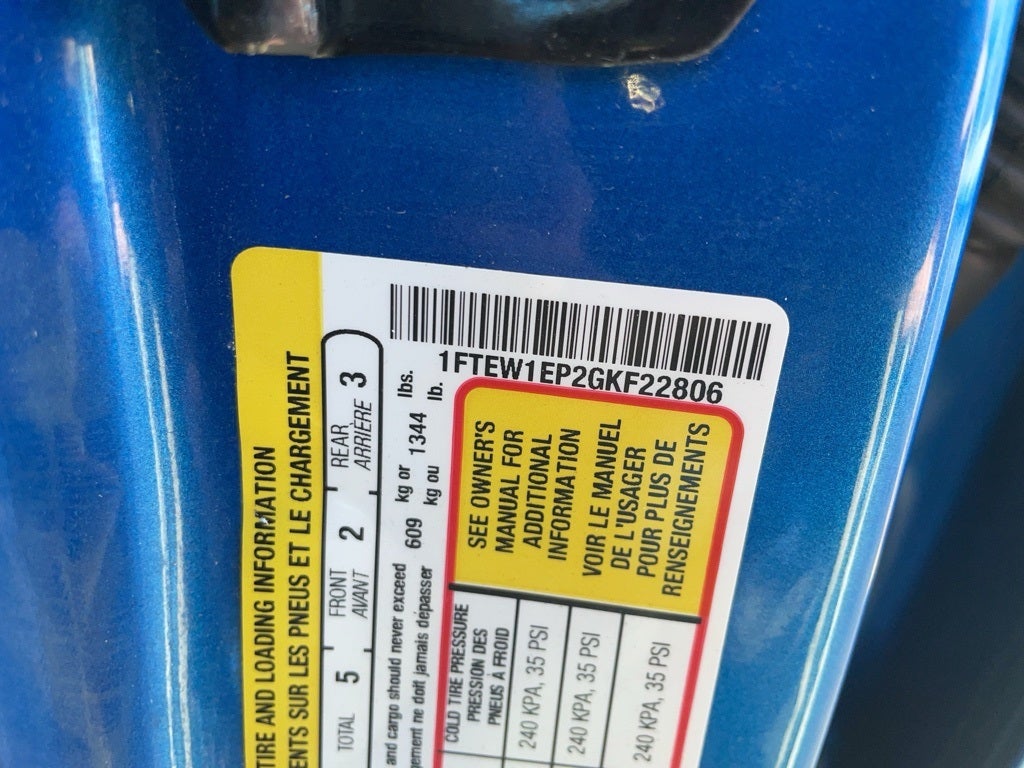 1FTEW1EP2GKF22806
TIRE AND LOADING INFORMATION
ENTS SUR LES PNEUS ET LE CHARGEMENT
TOTAL 5 FRONT 2 REAR 3
AVANT ARRIÈRE
and cargo should never exceed 609 kg or 1344 lbs.
gement ne doit jamais dépasser kg ou lb.
SEE OWNER'S
MANUAL FOR
ADDITIONAL
INFORMATION
VOIR LE MANUEL
DE L'USAGER
POUR PLUS DE
RENSEIGNEMENTS
COLD TIRE PRESSURE
PRESSION DES
PNEUS À FROID
240 KPA, 35 PSI
240 KPA, 35 PSI
240 KPA, 35 PSI